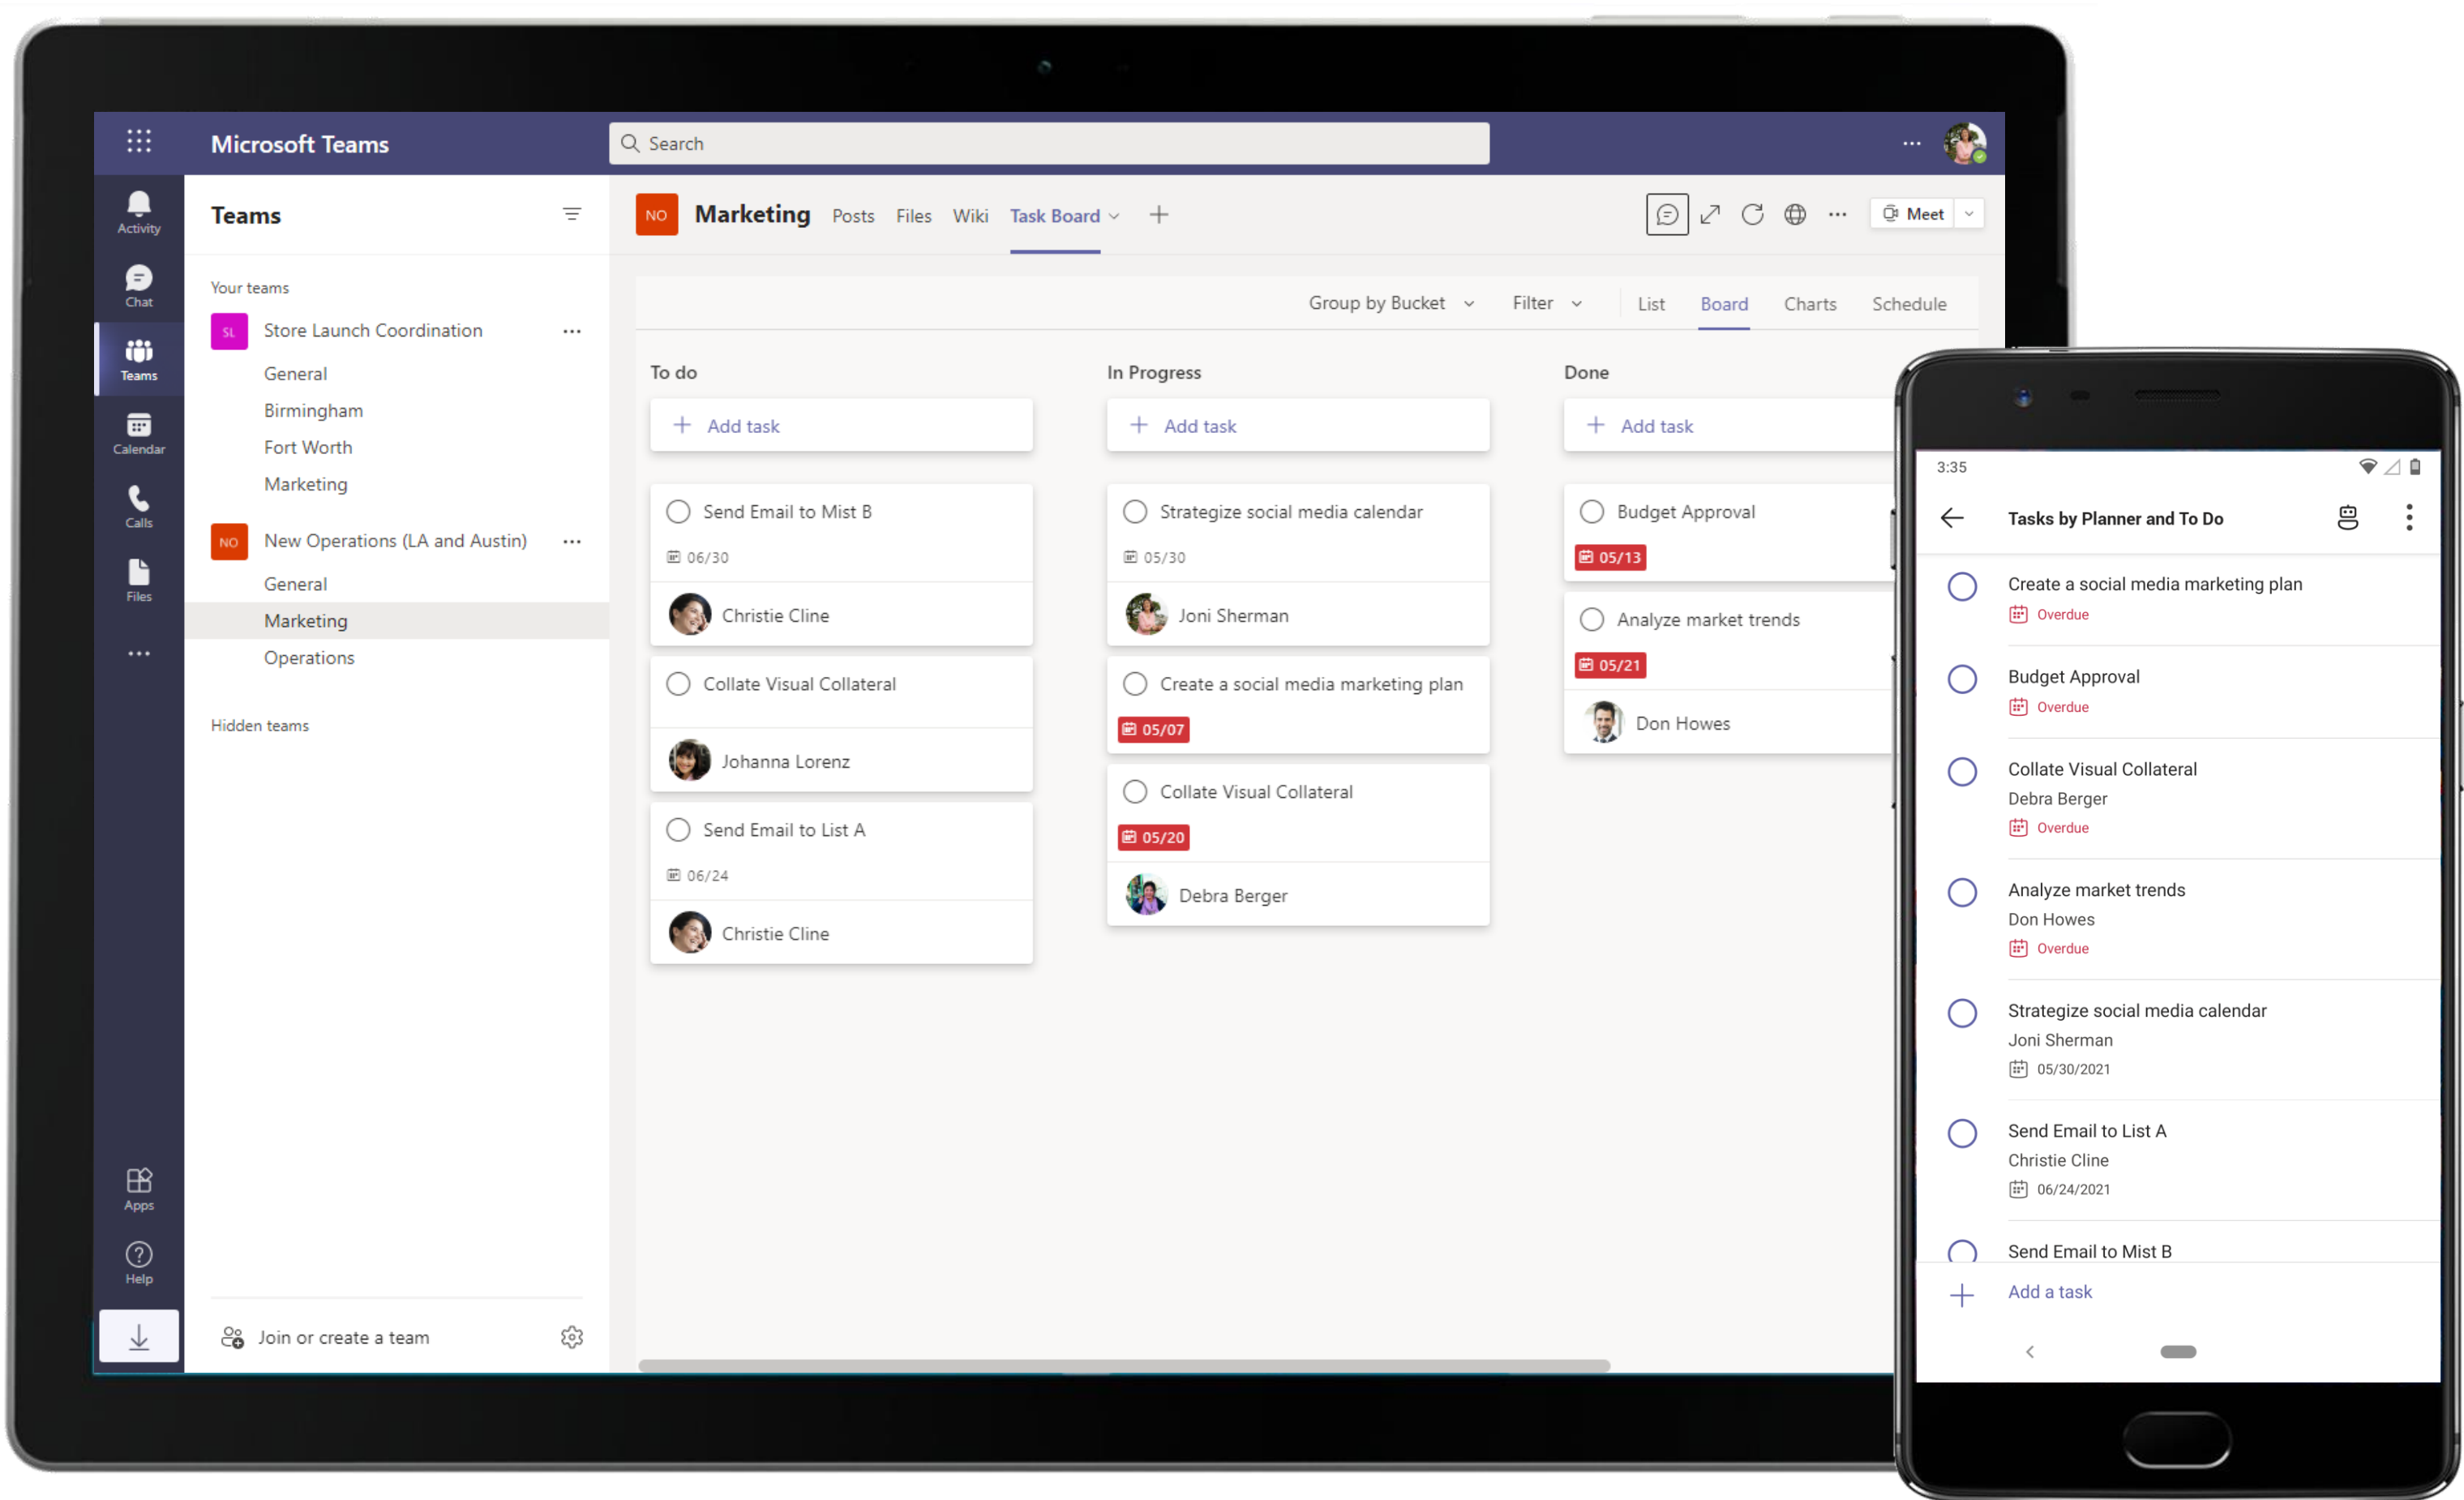 Microsoft Teams
Search
Activity
Chat
Teams
Calendar
Calls
Files
Apps
Help
Teams
Your teams
SL Store Launch Coordination
General
Birmingham
Fort Worth
Marketing
NO New Operations (LA and Austin)
General
Marketing
Operations
Hidden teams
Join or create a team
NO Marketing Posts Files Wiki Task Board
Meet
Group by Bucket Filter List Board Charts Schedule
To do
+ Add task
Send Email to Mist B
06/30
Christie Cline
Collate Visual Collateral
Johanna Lorenz
Send Email to List A
06/24
Christie Cline
In Progress
+ Add task
Strategize social media calendar
05/30
Joni Sherman
Create a social media marketing plan
05/07
Collate Visual Collateral
05/20
Debra Berger
Done
+ Add task
Budget Approval
05/13
Analyze market trends
05/21
Don Howes
3:35
Tasks by Planner and To Do
Create a social media marketing plan
Overdue
Budget Approval
Overdue
Collate Visual Collateral
Debra Berger
Overdue
Analyze market trends
Don Howes
Overdue
Strategize social media calendar
Joni Sherman
05/30/2021
Send Email to List A
Christie Cline
06/24/2021
Send Email to Mist B
+ Add a task